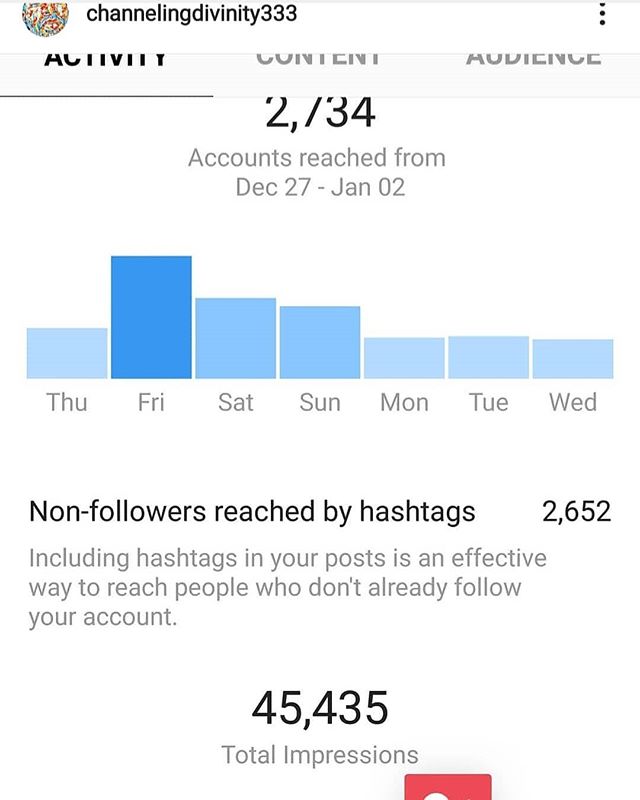 channelingdivinity333
ACTIVITY CONTENT AUDIENCE
2,734
Accounts reached from
Dec 27 - Jan 02
Thu Fri Sat Sun Mon Tue Wed
Non-followers reached by hashtags 2,652
Including hashtags in your posts is an effective
way to reach people who don't already follow
your account.
45,435
Total Impressions